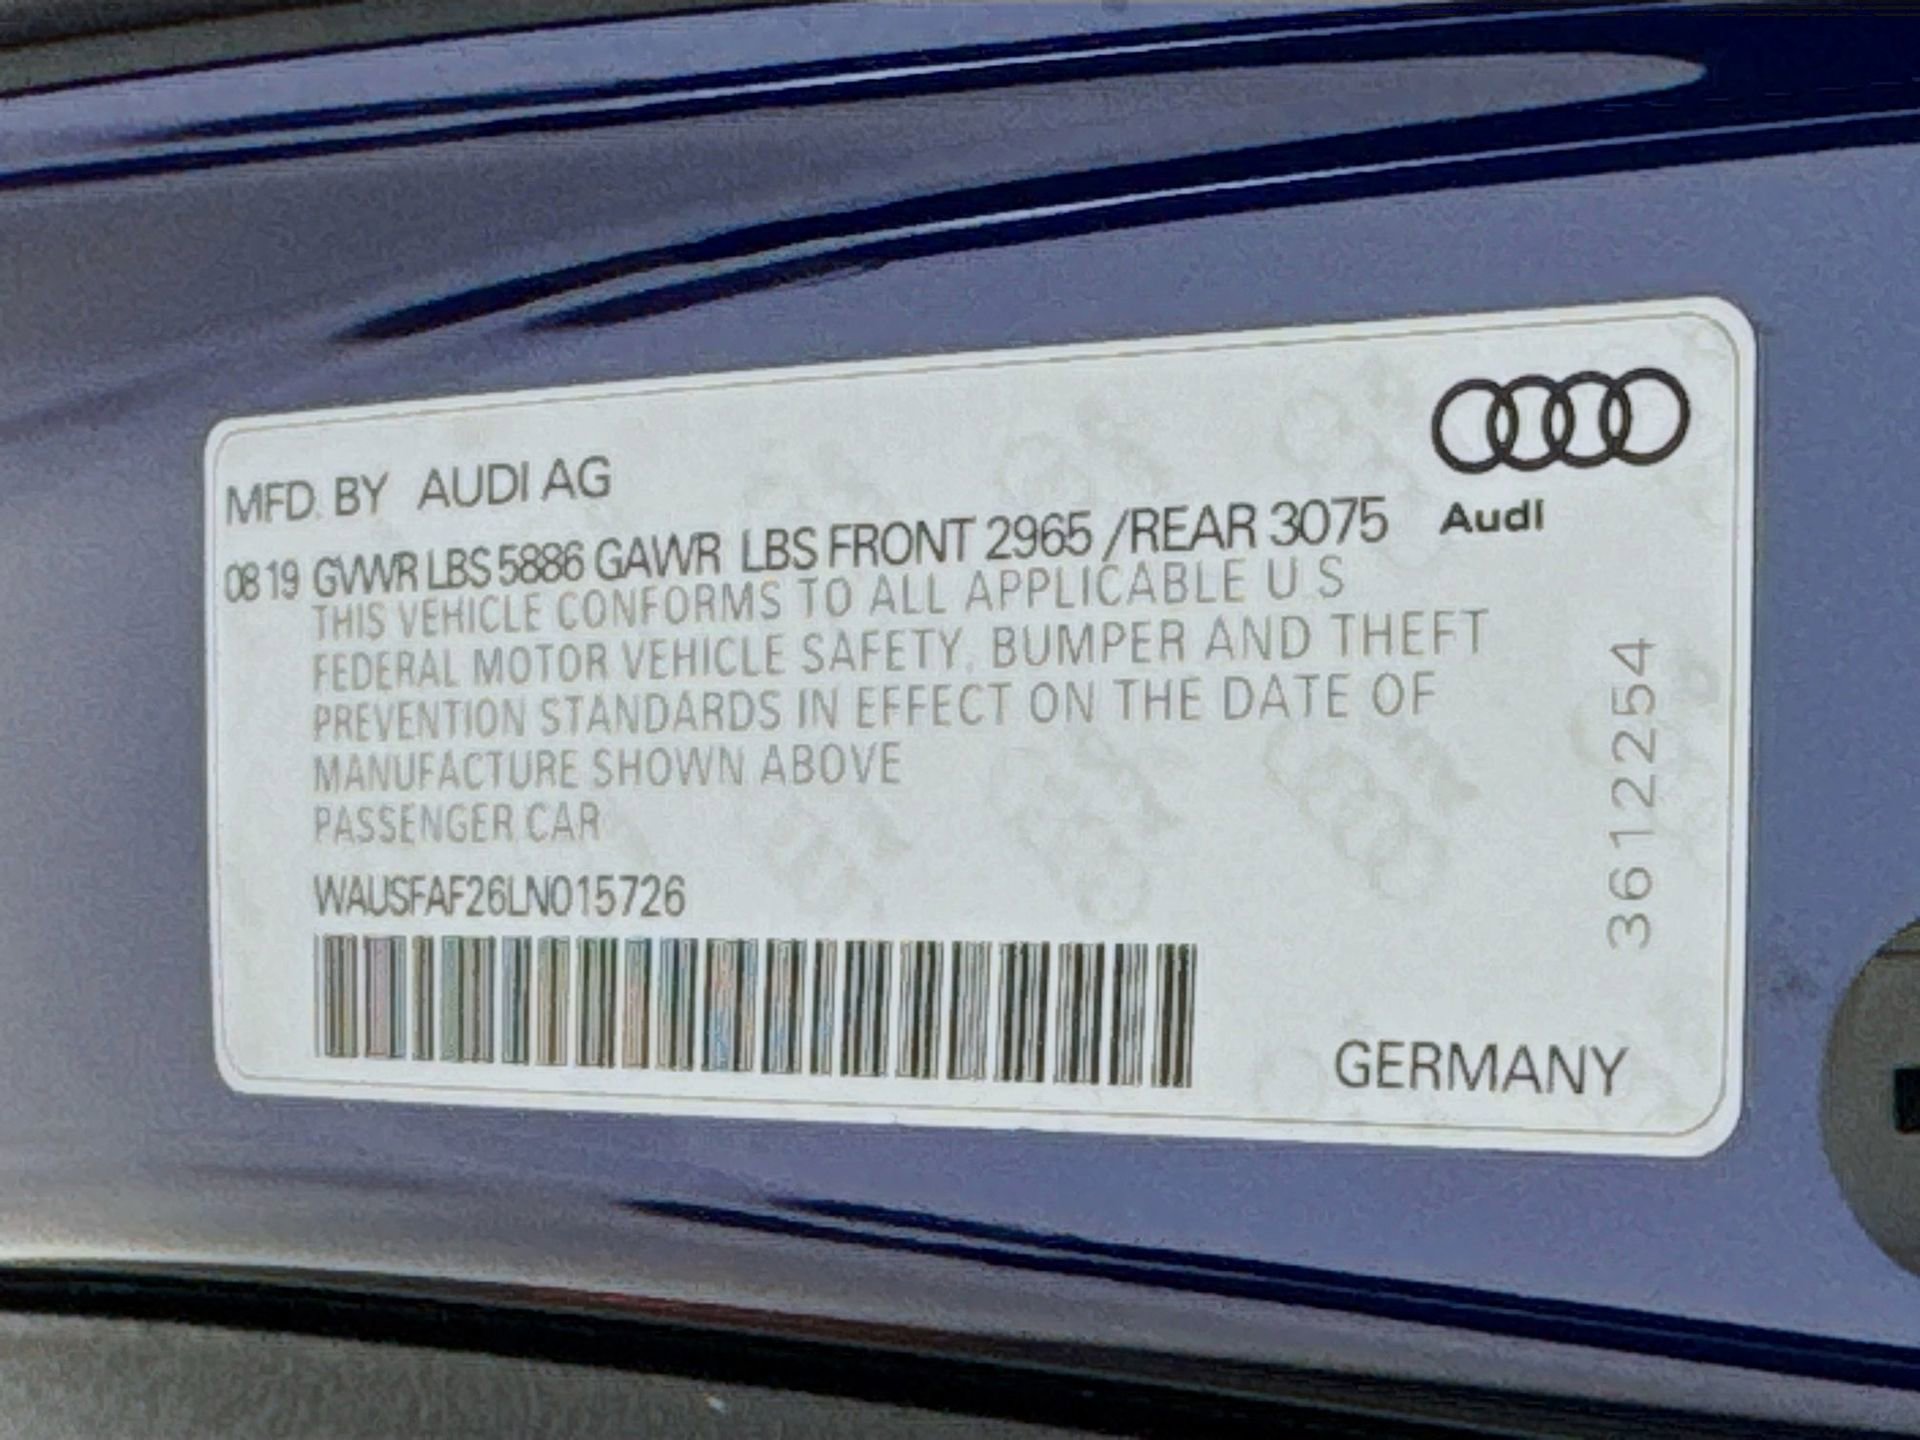 MFD. BY AUDI AG
Audi
0819 GVWR LBS 5886 GAWR LBS FRONT 2965 /REAR 3075
THIS VEHICLE CONFORMS TO ALL APPLICABLE U S
FEDERAL MOTOR VEHICLE SAFETY, BUMPER AND THEFT
PREVENTION STANDARDS IN EFFECT ON THE DATE OF
MANUFACTURE SHOWN ABOVE
PASSENGER CAR
WAUSFAF26LN015726
GERMANY
3612254